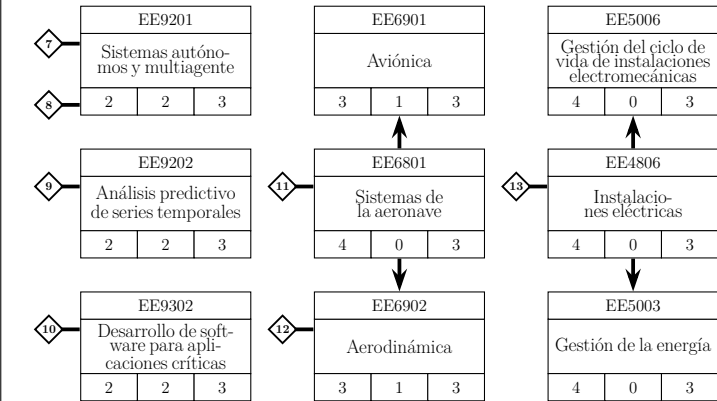 EE9201
7
Sistemas autóno-
mos y multiagente
8
2 2 3
EE6901
Aviónica
3 1 3
EE5006
Gestión del ciclo de
vida de instalaciones
electromecánicas
4 0 3
EE9202
9
Análisis predictivo
de series temporales
2 2 3
EE6801
11
Sistemas de
la aeronave
4 0 3
EE4806
13
Instalacio-
nes eléctricas
4 0 3
EE9302
10
Desarrollo de soft-
ware para apli-
caciones críticas
2 2 3
EE6902
12
Aerodinámica
3 1 3
EE5003
Gestión de la energía
4 0 3